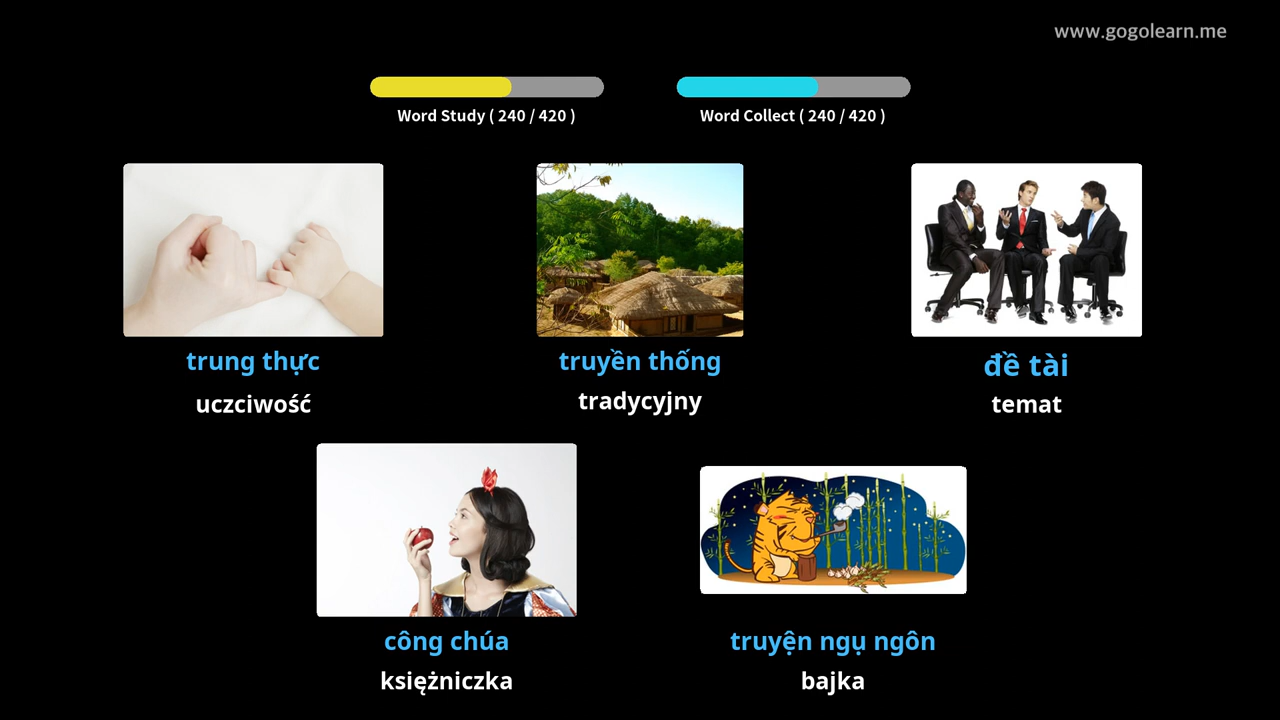 www.gogolearn.me
Word Study ( 240 / 420 )
Word Collect ( 240 / 420 )
trung thực
uczciwość
truyền thống
tradycyjny
đề tài
temat
công chúa
księżniczka
truyện ngụ ngôn
bajka